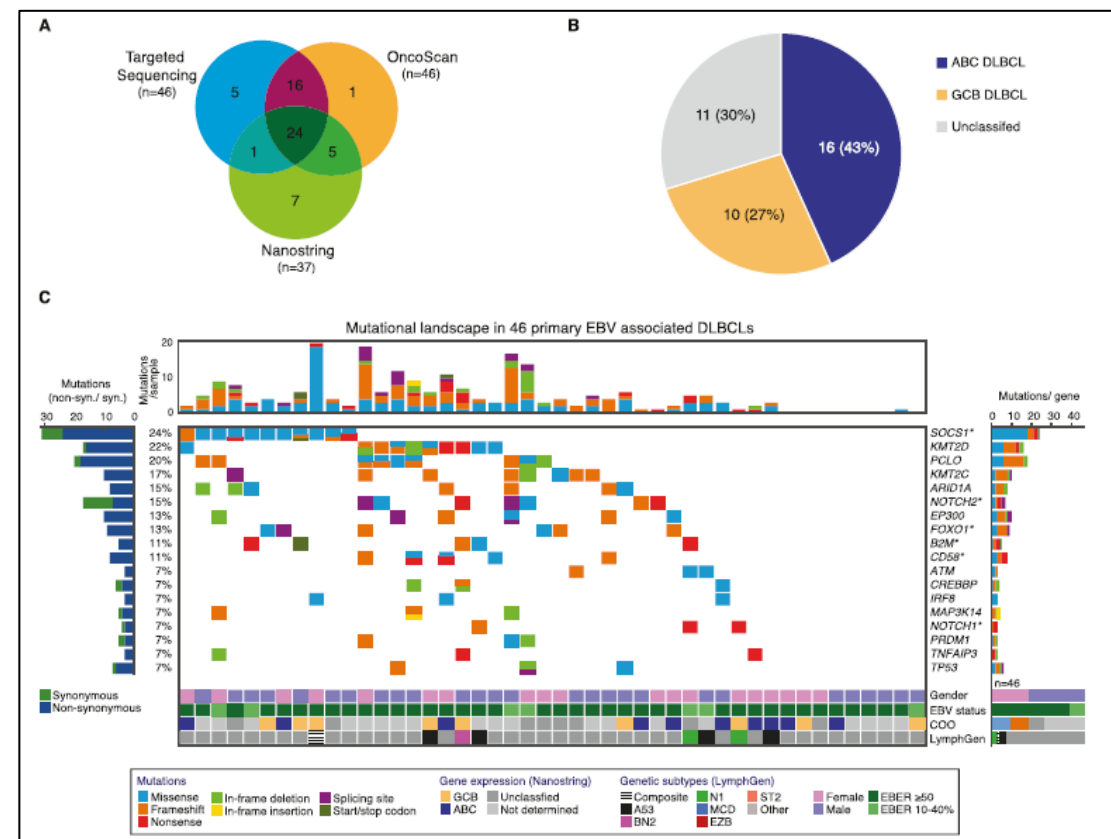 A
Targeted
Sequencing
(n=46)
OncoScan
(n=46)
5
16
1
24
1
5
7
Nanostring
(n=37)
B
11 (30%)
16 (43%)
10 (27%)
ABC DLBCL
GCB DLBCL
Unclassifed
C
Mutational landscape in 46 primary EBV associated DLBCLs
Mutations
(non-syn./ syn.)
30 20 10 0
Mutations
/sample
20
10
0
Mutations/ gene
0 10 20 30 40
24% SOCS1*
22% KMT2D
20% PCLO
17% KMT2C
15% ARID1A
15% NOTCH2*
13% EP300
13% FOXO1*
11% B2M*
11% CD58*
7% ATM
7% CREBBP
7% IRF8
7% MAP3K14
7% NOTCH1*
7% PRDM1
7% TNFAIP3
7% TP53
n=46
Synonymous
Non-synonymous
Gender
EBV status
COO
LymphGen
Mutations
Missense
Frameshift
Nonsense
In-frame deletion
In-frame insertion
Splicing site
Start/stop codon
Gene expression (Nanostring)
GCB
ABC
Unclassfied
Not determined
Genetic subtypes (LymphGen)
Composite
A53
BN2
N1
MCD
EZB
ST2
Other
Female
Male
EBER ≥50
EBER 10-40%